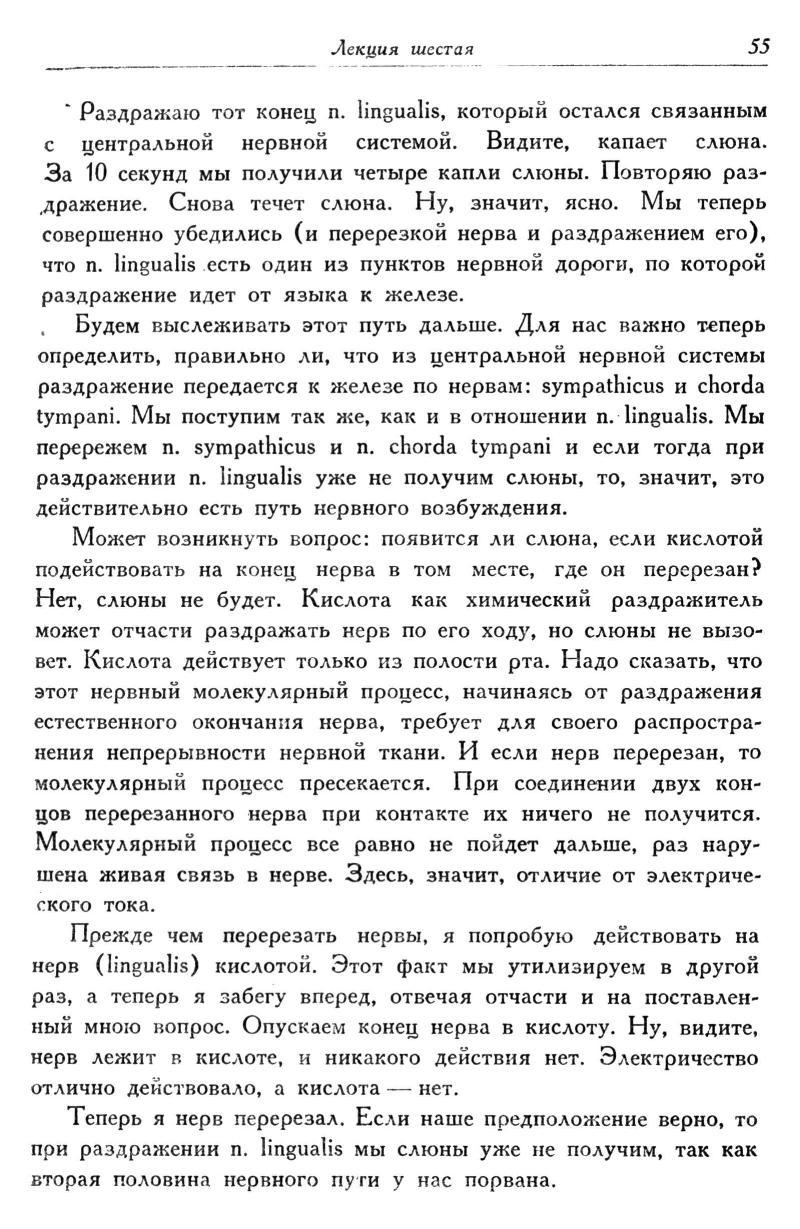 Лекция шестая 55
Раздражаю тот конец n. lingualis, который остался связанным
с центральной нервной системой. Видите, капает слюна.
За 10 секунд мы получили четыре капли слюны. Повторяю раз-
дражение. Снова течет слюна. Ну, значит, ясно. Мы теперь
совершенно убедились (и перерезкой нерва и раздражением его),
что n. lingualis есть один из пунктов нервной дороги, по которой
раздражение идет от языка к железе.
Будем выслеживать этот путь дальше. Для нас важно теперь
определить, правильно ли, что из центральной нервной системы
раздражение передается к железе по нервам: sympathicus и chorda
tympani. Мы поступим так же, как и в отношении n. lingualis. Мы
перережем n. sympathicus и n. chorda tympani и если тогда при
раздражении n. lingualis уже не получим слюны, то, значит, это
действительно есть путь нервного возбуждения.
Может возникнуть вопрос: появится ли слюна, если кислотой
подействовать на конец нерва в том месте, где он перерезан?
Нет, слюны не будет. Кислота как химический раздражитель
может отчасти раздражать нерв по его ходу, но слюны не вызо-
вет. Кислота действует только из полости рта. Надо сказать, что
этот нервный молекулярный процесс, начинаясь от раздражения
естественного окончания нерва, требует для своего распростра-
нения непрерывности нервной ткани. И если нерв перерезан, то
молекулярный процесс пресекается. При соединении двух кон-
цов перерезанного нерва при контакте их ничего не получится.
Молекулярный процесс все равно не пойдет дальше, раз нару-
шена живая связь в нерве. Здесь, значит, отличие от электриче-
ского тока.
Прежде чем перерезать нервы, я попробую действовать на
нерв (lingualis) кислотой. Этот факт мы утилизируем в другой
раз, а теперь я забегу вперед, отвечая отчасти и на поставлен-
ный мною вопрос. Опускаем конец нерва в кислоту. Ну, видите,
нерв лежит в кислоте, и никакого действия нет. Электричество
отлично действовало, а кислота — нет.
Теперь я нерв перерезал. Если наше предположение верно, то
при раздражении n. lingualis мы слюны уже не получим, так как
вторая половина нервного пути у нас порвана.